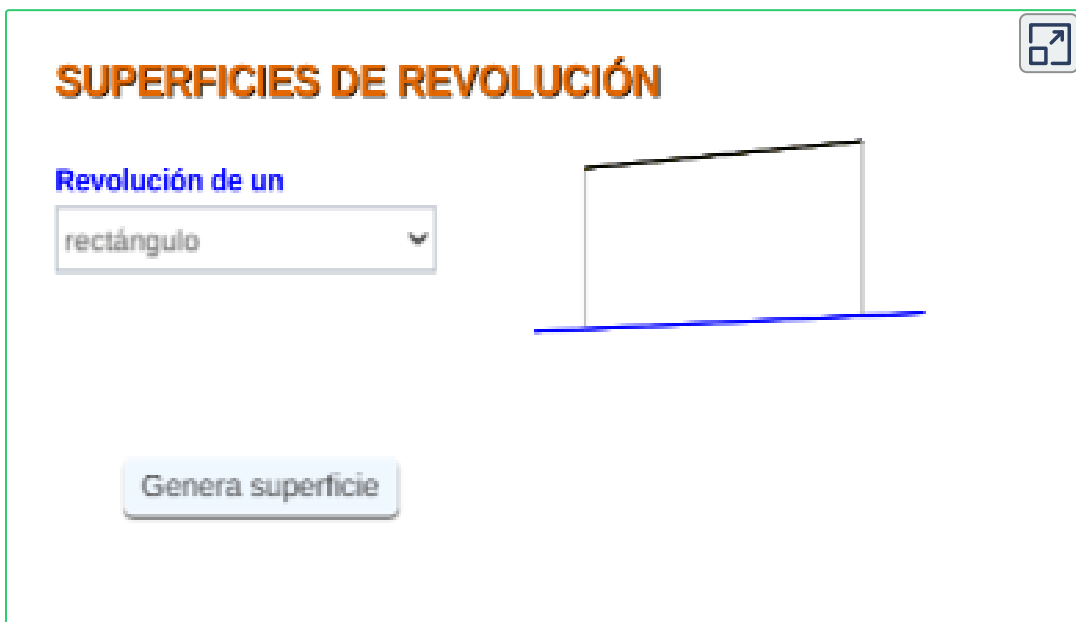 SUPERFICIES DE REVOLUCIÓN
Revolución de un
rectángulo
Genera superficie